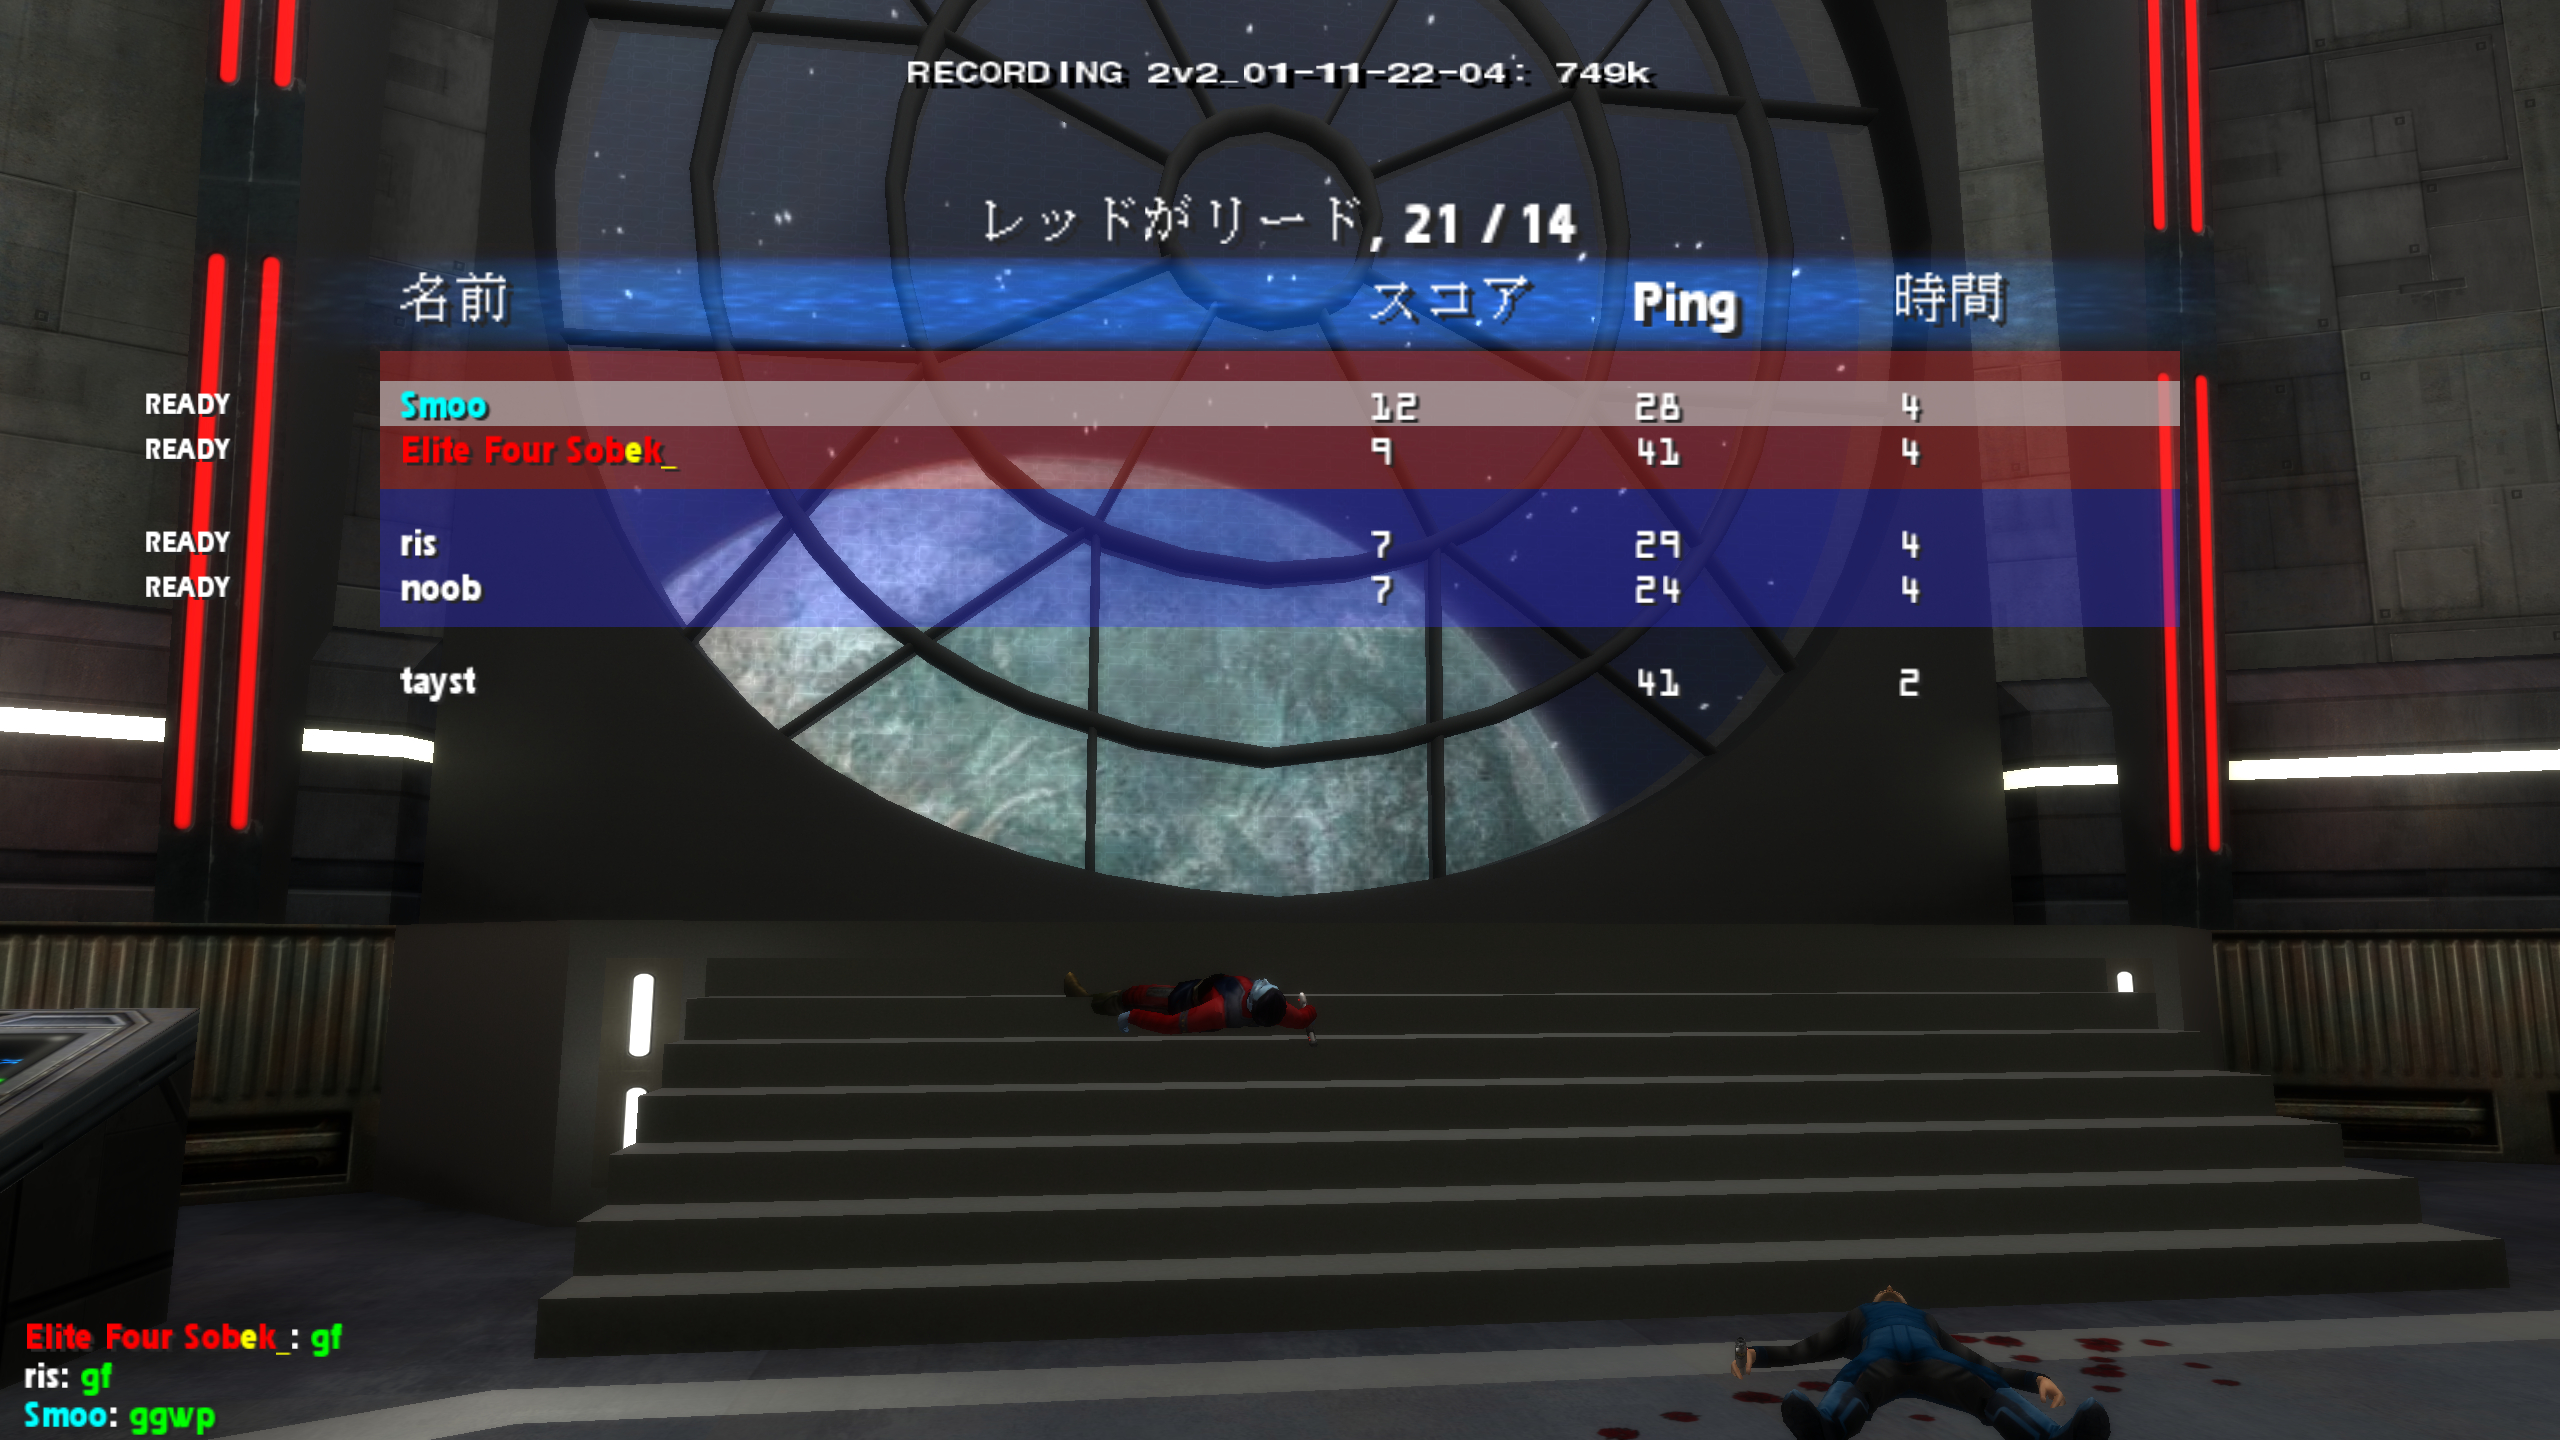 RECORDING 2v2_01-11-22-04: 749k
レッドがリード, 21 / 14
名前 スコア Ping 時間
READY Smoo 12 28 4
READY Elite Four Sobek_ 9 41 4
READY ris 7 29 4
READY noob 7 24 4
tayst 41 2
Elite Four Sobek_: gf
ris: gf
Smoo: ggwp